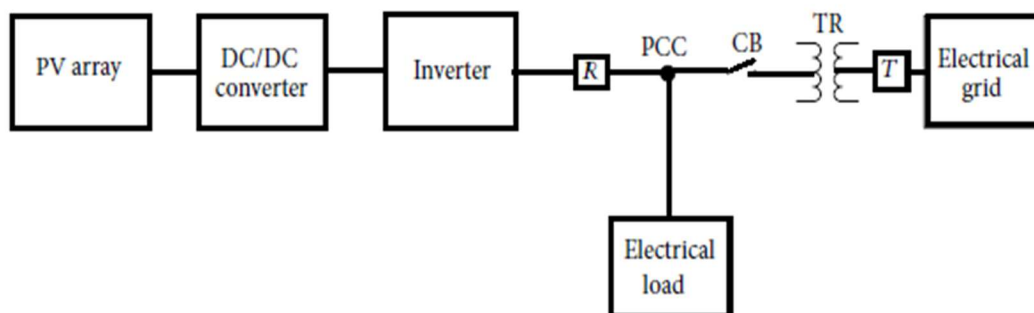 PV array
DC/DC
converter
Inverter
R
PCC
CB
TR
T
Electrical
grid
Electrical
load